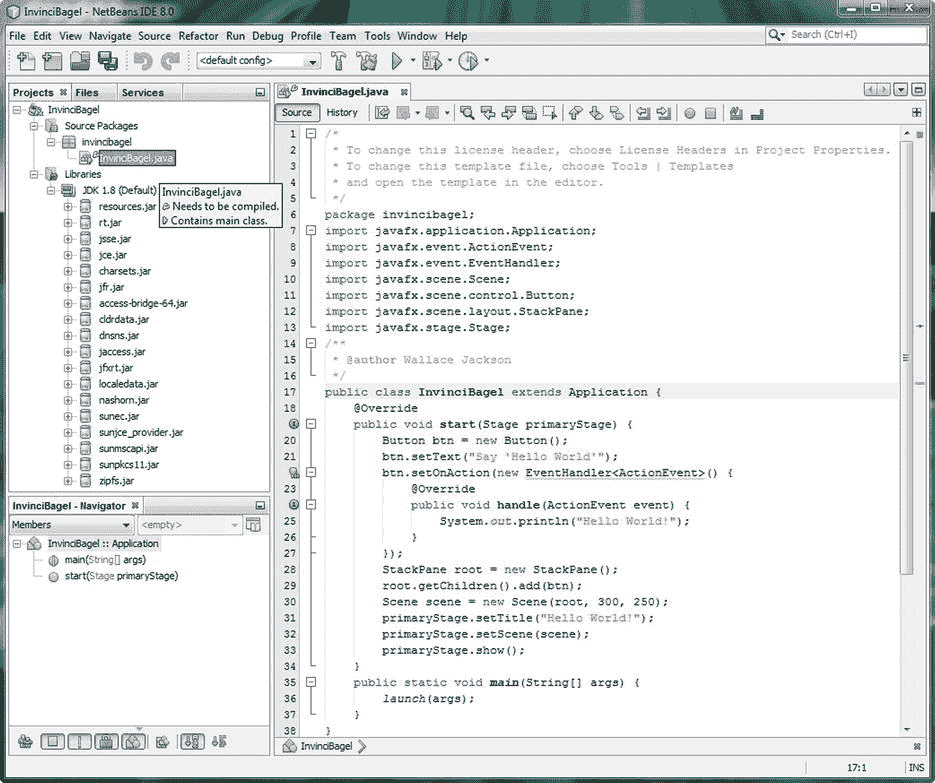 InvinciBagel - NetBeans IDE 8.0
File Edit View Navigate Source Refactor Run Debug Profile Team Tools Window Help
Search (Ctrl+I)
<default config>
Projects Files Services
InvinciBagel
Source Packages
invincibagel
InvinciBagel.java
Libraries
JDK 1.8 (Default)
resources.jar
rt.jar
jsse.jar
jce.jar
charsets.jar
jfr.jar
access-bridge-64.jar
cldrdata.jar
dnsns.jar
jaccess.jar
jfxrt.jar
localedata.jar
nashorn.jar
sunec.jar
sunjce_provider.jar
sunmscapi.jar
sunpkcs11.jar
zipfs.jar
InvinciBagel.java
Needs to be compiled.
Contains main class.
InvinciBagel - Navigator
Members <empty>
InvinciBagel :: Application
main(String[] args)
start(Stage primaryStage)
InvinciBagel.java
Source History
1 /*
2  * To change this license header, choose License Headers in Project Properties.
3  * To change this template file, choose Tools | Templates
4  * and open the template in the editor.
5  */
6 package invincibagel;
7 import javafx.application.Application;
8 import javafx.event.ActionEvent;
9 import javafx.event.EventHandler;
10 import javafx.scene.Scene;
11 import javafx.scene.control.Button;
12 import javafx.scene.layout.StackPane;
13 import javafx.stage.Stage;
14 /**
15  * @author Wallace Jackson
16  */
17 public class InvinciBagel extends Application {
18     @Override
public void start(Stage primaryStage) {
20         Button btn = new Button();
21         btn.setText("Say 'Hello World'");
btn.setOnAction(new EventHandler<ActionEvent>() {
23             @Override
public void handle(ActionEvent event) {
25                 System.out.println("Hello World!");
26             }
27         });
28         StackPane root = new StackPane();
29         root.getChildren().add(btn);
30         Scene scene = new Scene(root, 300, 250);
31         primaryStage.setTitle("Hello World!");
32         primaryStage.setScene(scene);
33         primaryStage.show();
34     }
35     public static void main(String[] args) {
36         launch(args);
37     }
38 }
InvinciBagel
17:1 INS